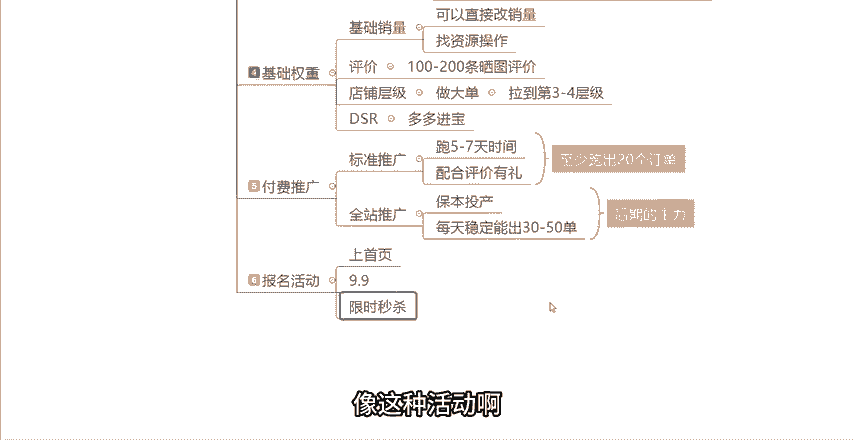 可以直接改销量
基础销量
找资源操作
4 基础权重
评价 100-200条晒图评价
店铺层级 做大单 拉到第3-4层级
DSR 多多进宝
跑5-7天时间
标准推广
至少跑出20个订单
配合评价有礼
5 付费推广
保本投产
全站推广
后期的主力
每天稳定能出30-50单
上首页
6 报名活动
9.9
限时秒杀
像这种活动啊